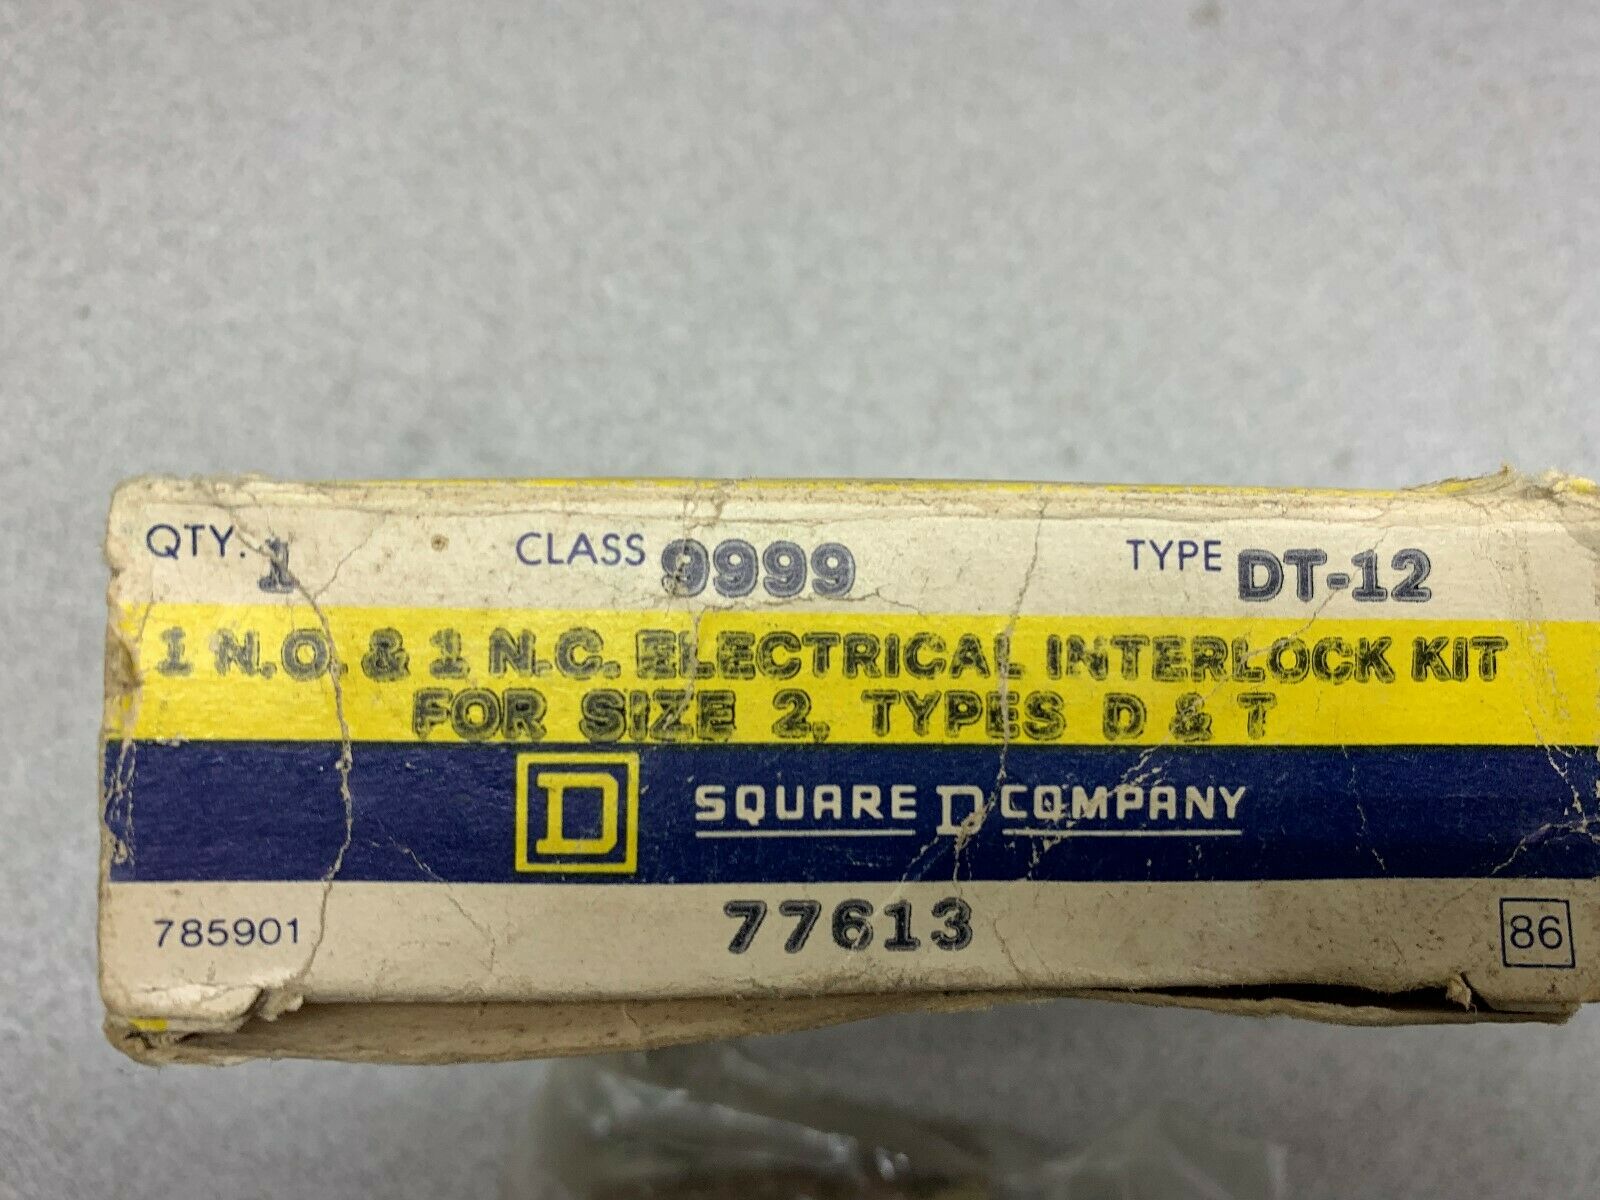 QTY. 1 CLASS 9999 TYPE DT-12
1 N.O. & 1 N.C. ELECTRICAL INTERLOCK KIT
FOR SIZE 2, TYPES D & T
D SQUARE D COMPANY
785901 77613 86